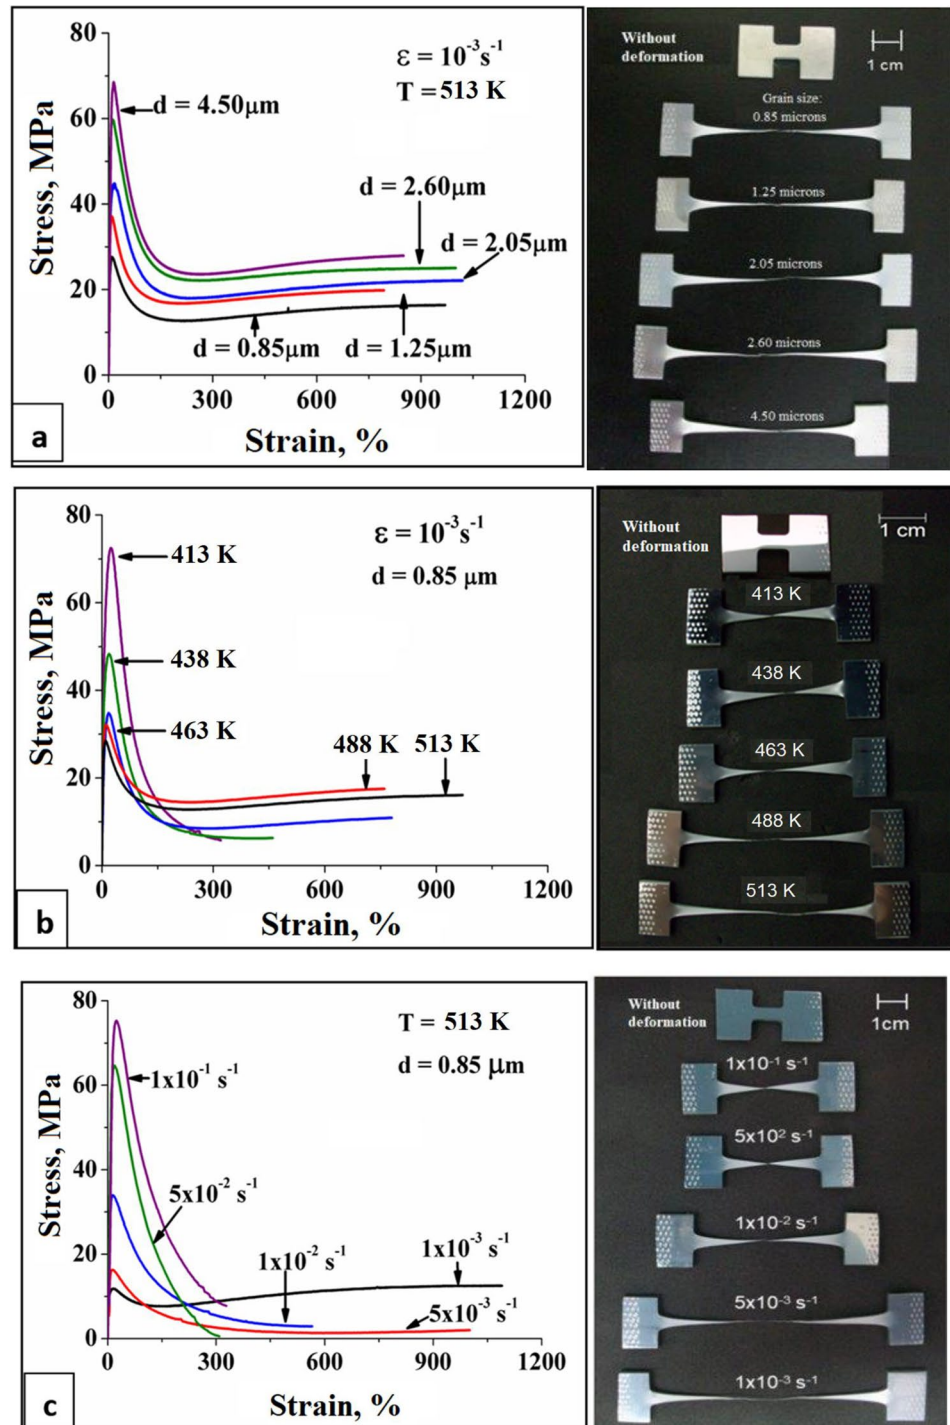 80
60
40
20
0
Stress, MPa
ε = 10⁻³s⁻¹
T = 513 K
d = 4.50μm
d = 2.60μm
d = 2.05μm
d = 0.85μm
d = 1.25μm
0 300 600 900 1200
Strain, %
a
Without
deformation
1 cm
Grain size:
0.85 microns
1.25 microns
2.05 microns
2.60 microns
4.50 microns
80
60
40
20
0
Stress, MPa
ε = 10⁻³s⁻¹
d = 0.85 μm
413 K
438 K
463 K
488 K
513 K
0 300 600 900 1200
Strain, %
b
Without
deformation
1 cm
413 K
438 K
463 K
488 K
513 K
80
60
40
20
0
Stress, MPa
T = 513 K
d = 0.85 μm
1x10⁻¹ s⁻¹
5x10⁻² s⁻¹
1x10⁻² s⁻¹
1x10⁻³ s⁻¹
5x10⁻³ s⁻¹
0 300 600 900 1200
Strain, %
c
Without
deformation
1cm
1x10⁻¹ s⁻¹
5x10² s⁻¹
1x10⁻² s⁻¹
5x10⁻³ s⁻¹
1x10⁻³ s⁻¹